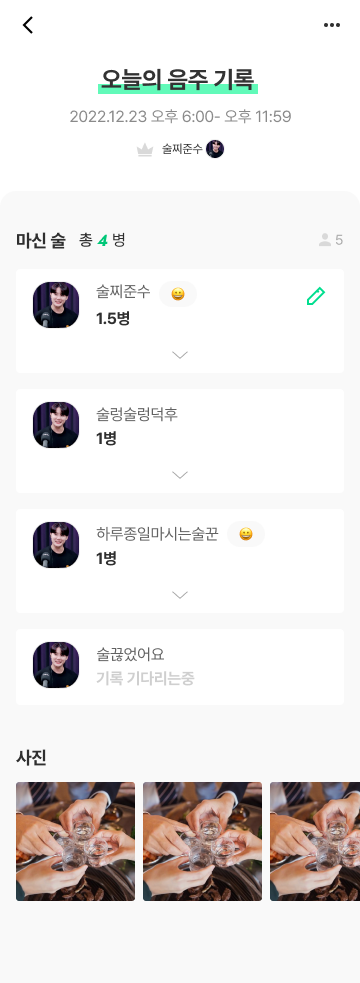 오늘의 음주 기록
2022.12.23 오후 6:00- 오후 11:59
술찌준수
마신 술 총 4 병
5
술찌준수
1.5병
술렁술렁덕후
1병
하루종일마시는술꾼
1병
술끊었어요
기록 기다리는중
사진